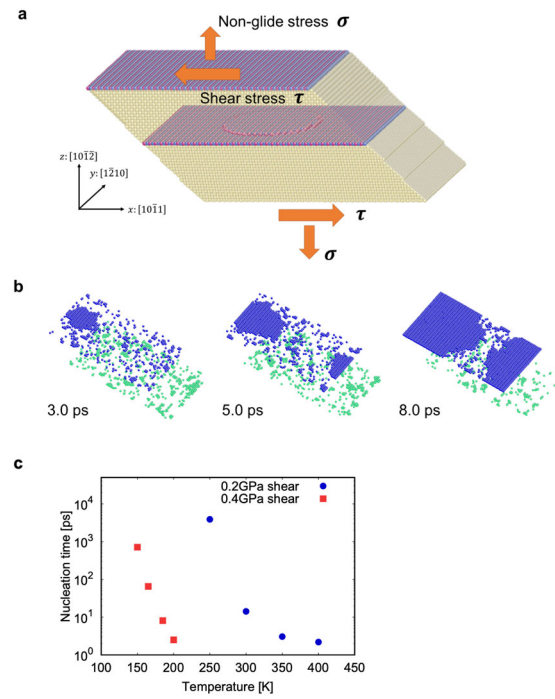 a
Non-glide stress σ
Shear stress τ
z: [101̅2̅]
y: [12̅10]
x: [101̅1]
τ
σ
b
3.0 ps
5.0 ps
8.0 ps
c
0.2GPa shear
0.4GPa shear
Nucleation time [ps]
10⁴
10³
10²
10¹
10⁰
100 150 200 250 300 350 400 450
Temperature [K]